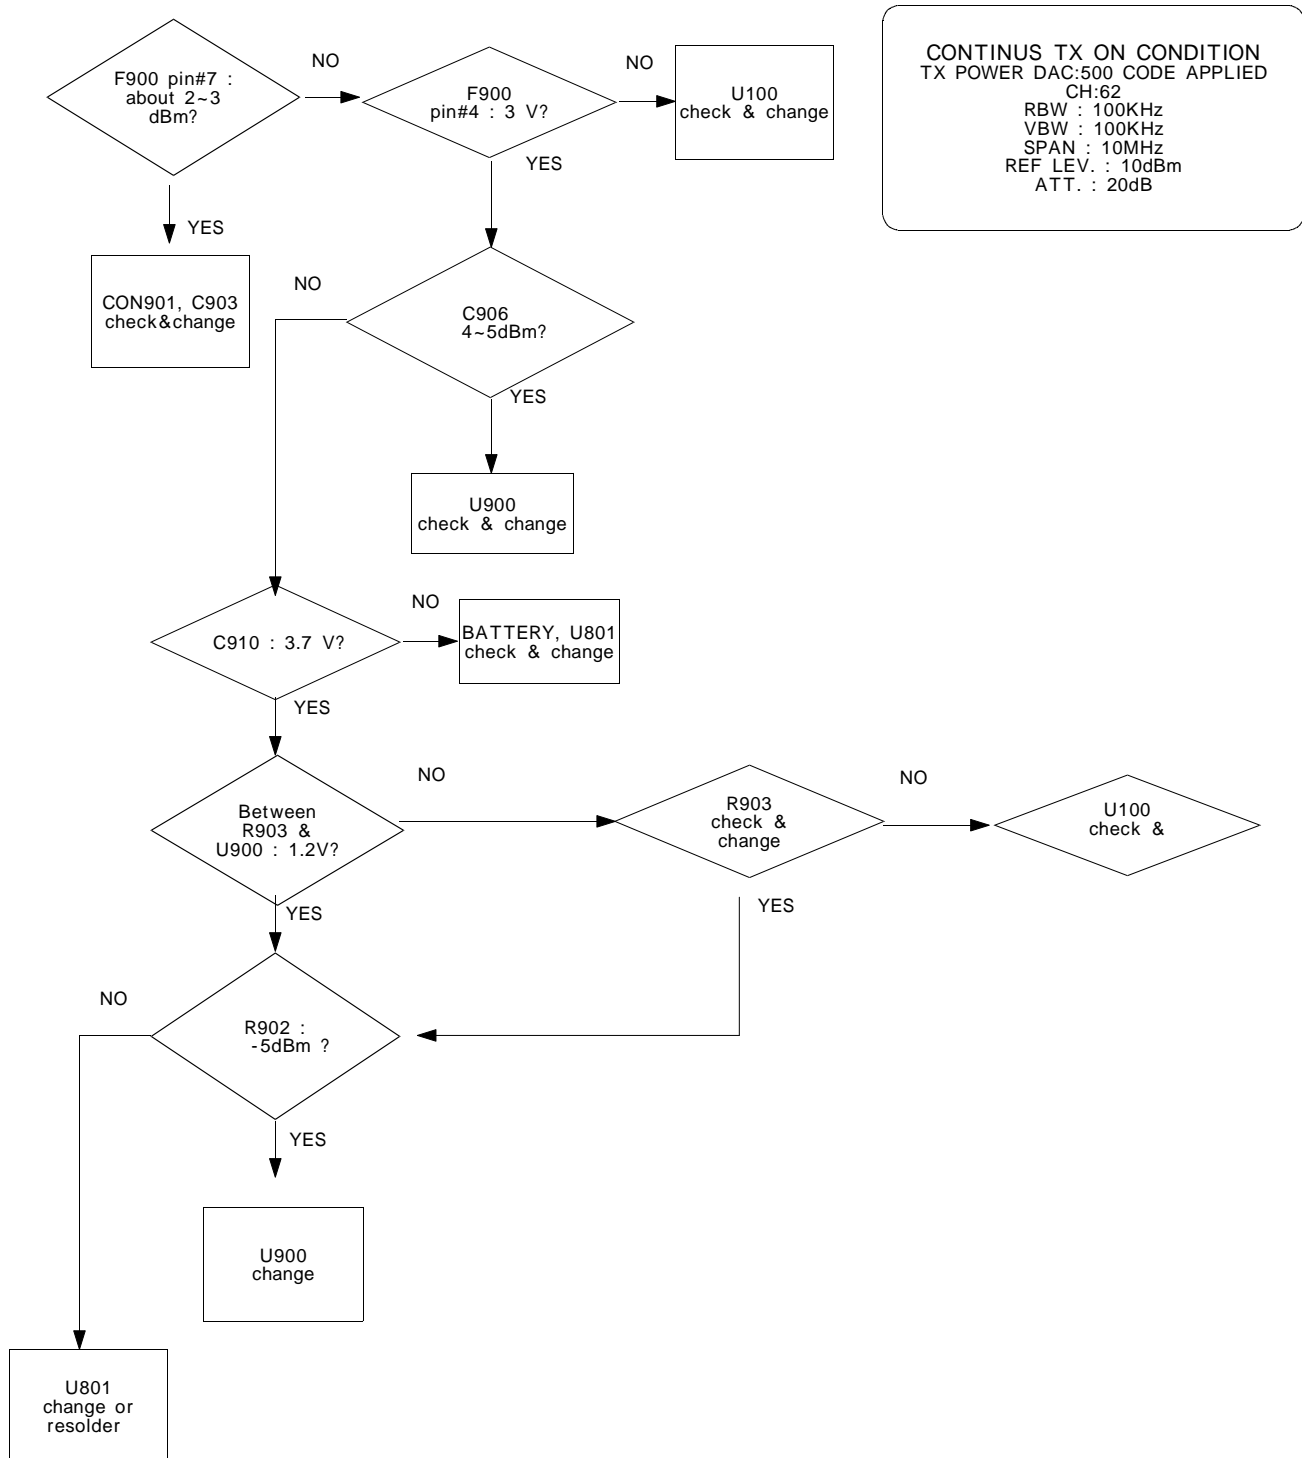 F900 pin#7 :
about 2~3
dBm?
NO
F900
pin#4 : 3 V?
NO
U100
check & change
CONTINUS TX ON CONDITION
TX POWER DAC:500 CODE APPLIED
CH:62
RBW : 100KHz
VBW : 100KHz
SPAN : 10MHz
REF LEV. : 10dBm
ATT. : 20dB
YES
YES
CON901, C903
check&change
NO
C906
4~5dBm?
YES
U900
check & change
C910 : 3.7 V?
NO
BATTERY, U801
check & change
YES
Between
R903 &
U900 : 1.2V?
NO
R903
check &
change
NO
U100
check &
YES
YES
NO
R902 :
-5dBm ?
YES
U900
change
U801
change or
resolder